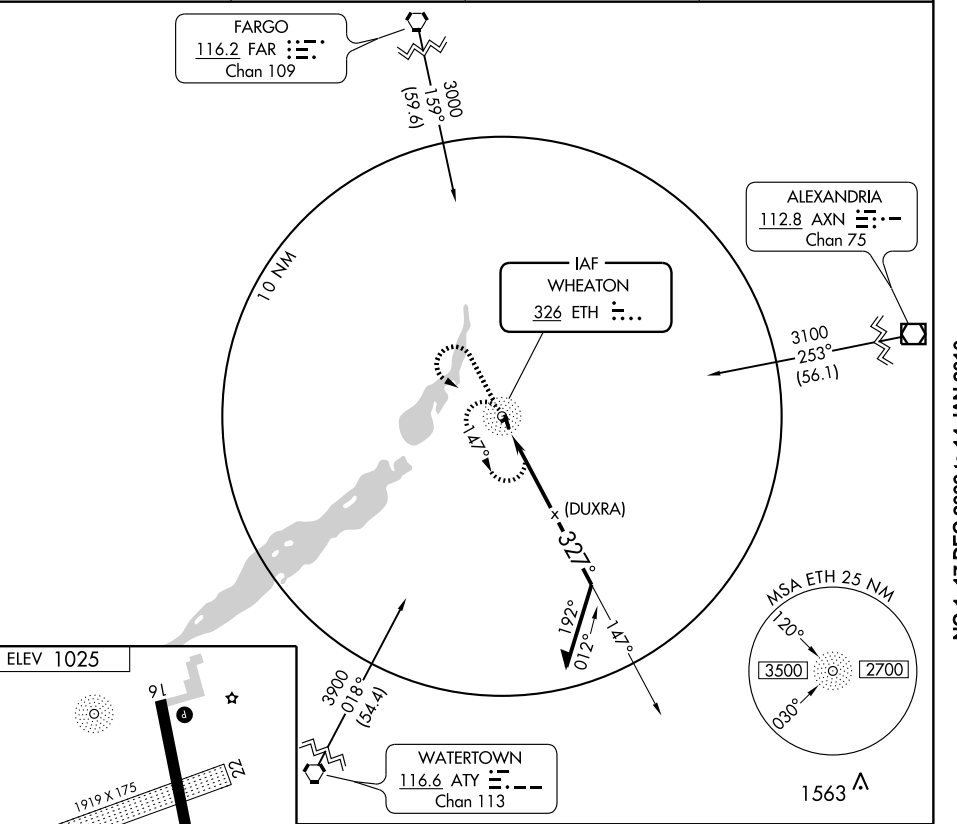 FARGO
116.2 FAR
Chan 109
3000
159°
(59.6)
10 NM
IAF
WHEATON
326 ETH
ALEXANDRIA
112.8 AXN
Chan 75
3100
253°
(56.1)
147°
(DUXRA)
327°
192°
012°
147°
MSA ETH 25 NM
120°
3500
2700
030°
1563
3900
018°
(54.4)
WATERTOWN
116.6 ATY
Chan 113
ELEV 1025
16
P
22
1919 X 175